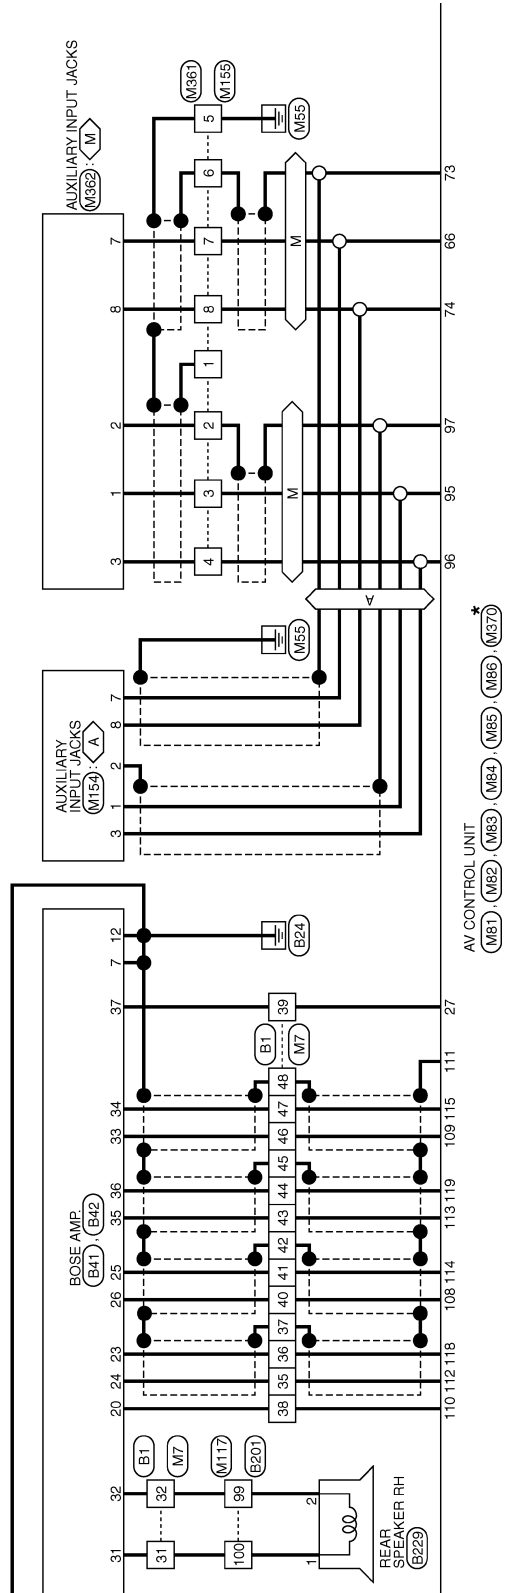 BOSE AMP.
B41 , B42
31 32 20 24 23 26 25 35 36 33 34 37 7 12
B1
M7
31 32
M117
B201
100 99
1 2
REAR
SPEAKER RH
B229
38 35 36 37 40 41 42 43 44 45 46 47 48 39
B1
M7
B24
110 112 118 108 114 113 119 109 115 111 27
AUXILIARY
INPUT JACKS
M154 : A
3 1 2 8 7
M55
A
AUXILIARY INPUT JACKS
M362 : M
3 1 2 8 7
4 3 2 1 8 7 6 5
M361
M155
M55
M M
96 95 97 74 66 73
AV CONTROL UNIT
M81 , M82 , M83 , M84 , M85 , M86 , M370 *